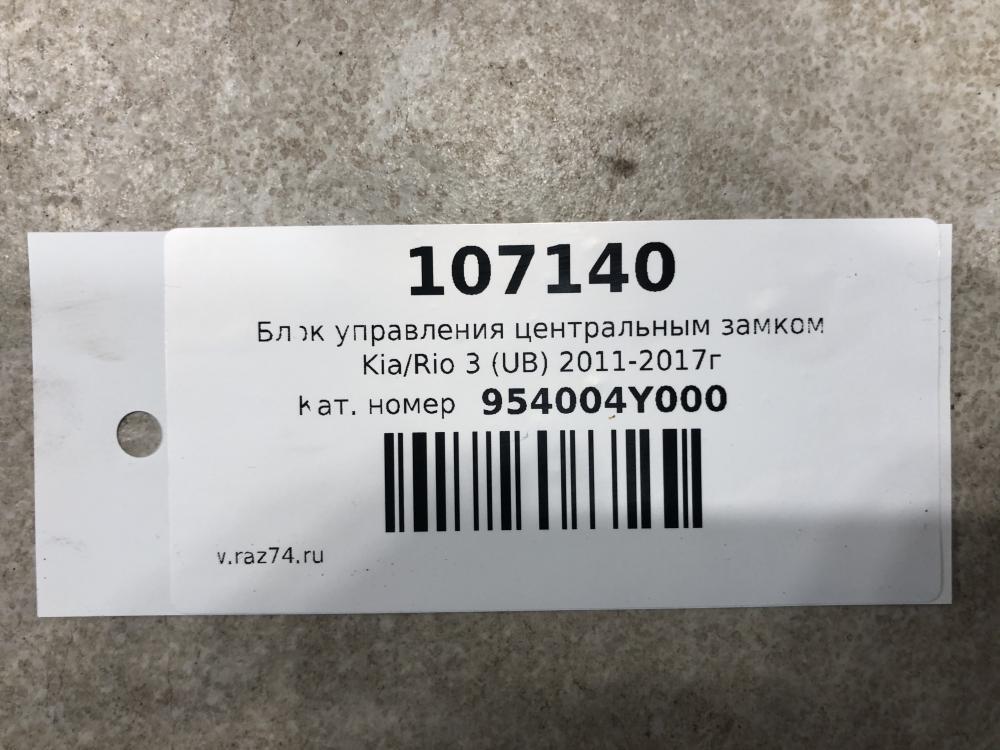 107140
Блок управления центральным замком
Kia/Rio 3 (UB) 2011-2017г
Кат. номер 954004Y000
v.raz74.ru